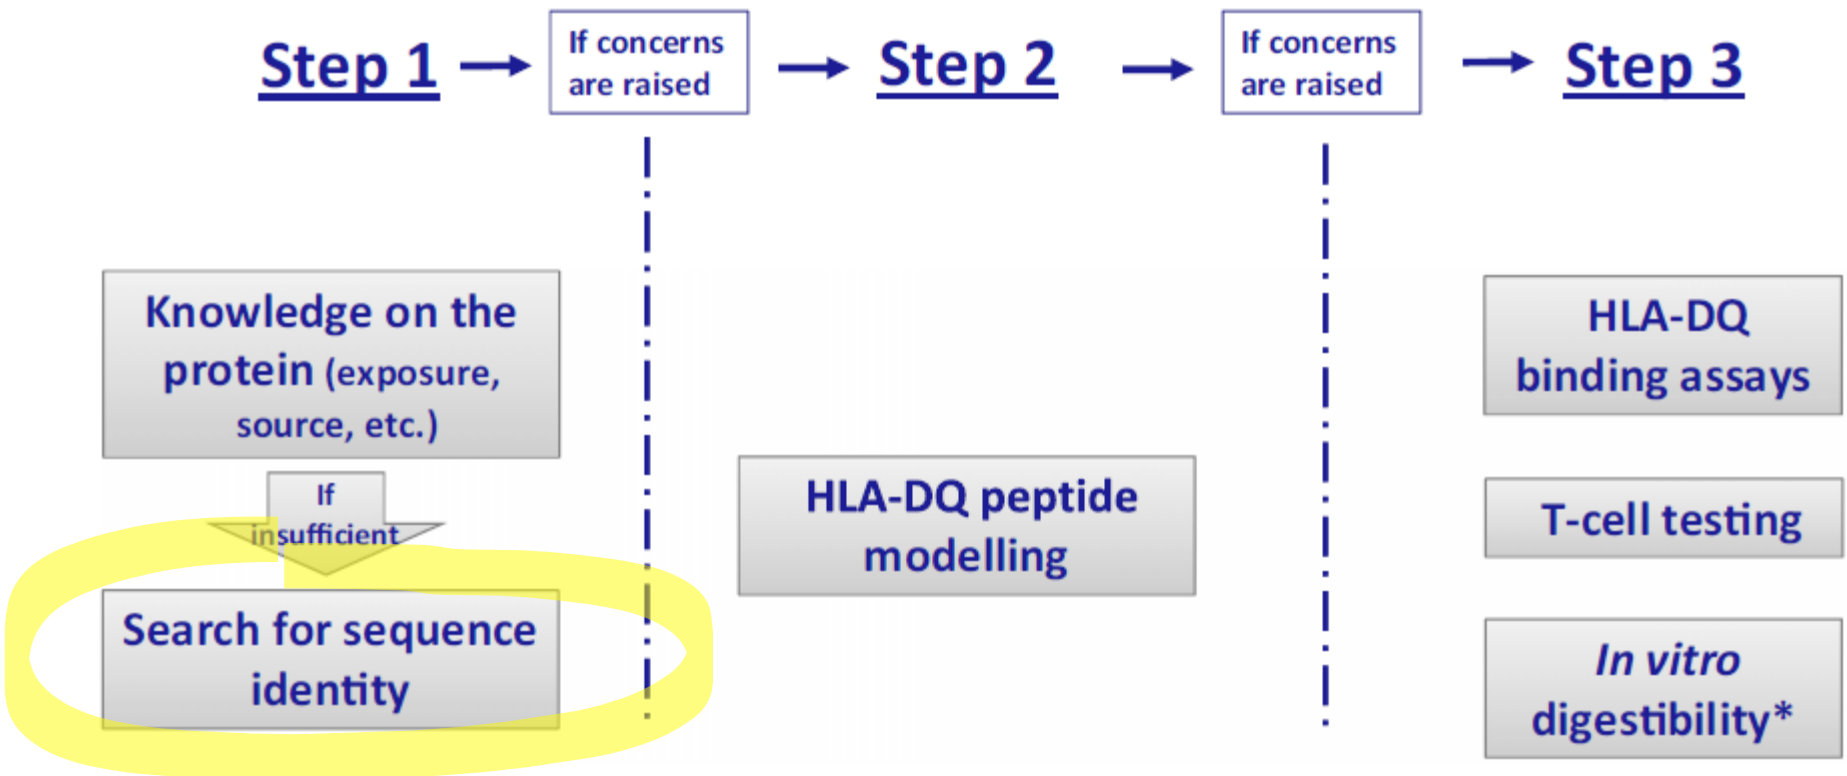 Step 1
If concerns
are raised
Step 2
If concerns
are raised
Step 3
Knowledge on the
protein (exposure,
source, etc.)
If
insufficient
Search for sequence
identity
HLA-DQ peptide
modelling
HLA-DQ
binding assays
T-cell testing
In vitro
digestibility*